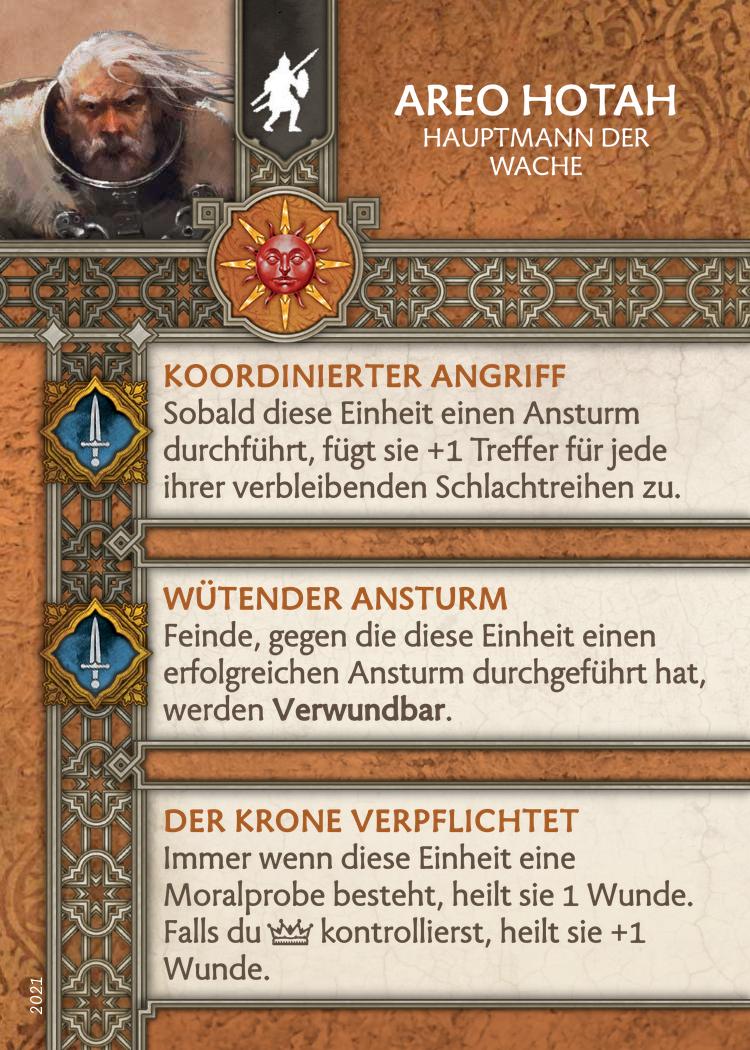 AREO HOTAH
HAUPTMANN DER
WACHE
KOORDINIERTER ANGRIFF
Sobald diese Einheit einen Ansturm
durchführt, fügt sie +1 Treffer für jede
ihrer verbleibenden Schlachtreihen zu.
WÜTENDER ANSTURM
Feinde, gegen die diese Einheit einen
erfolgreichen Ansturm durchgeführt hat,
werden Verwundbar.
DER KRONE VERPFLICHTET
Immer wenn diese Einheit eine
Moralprobe besteht, heilt sie 1 Wunde.
Falls du kontrollierst, heilt sie +1
Wunde.
2021